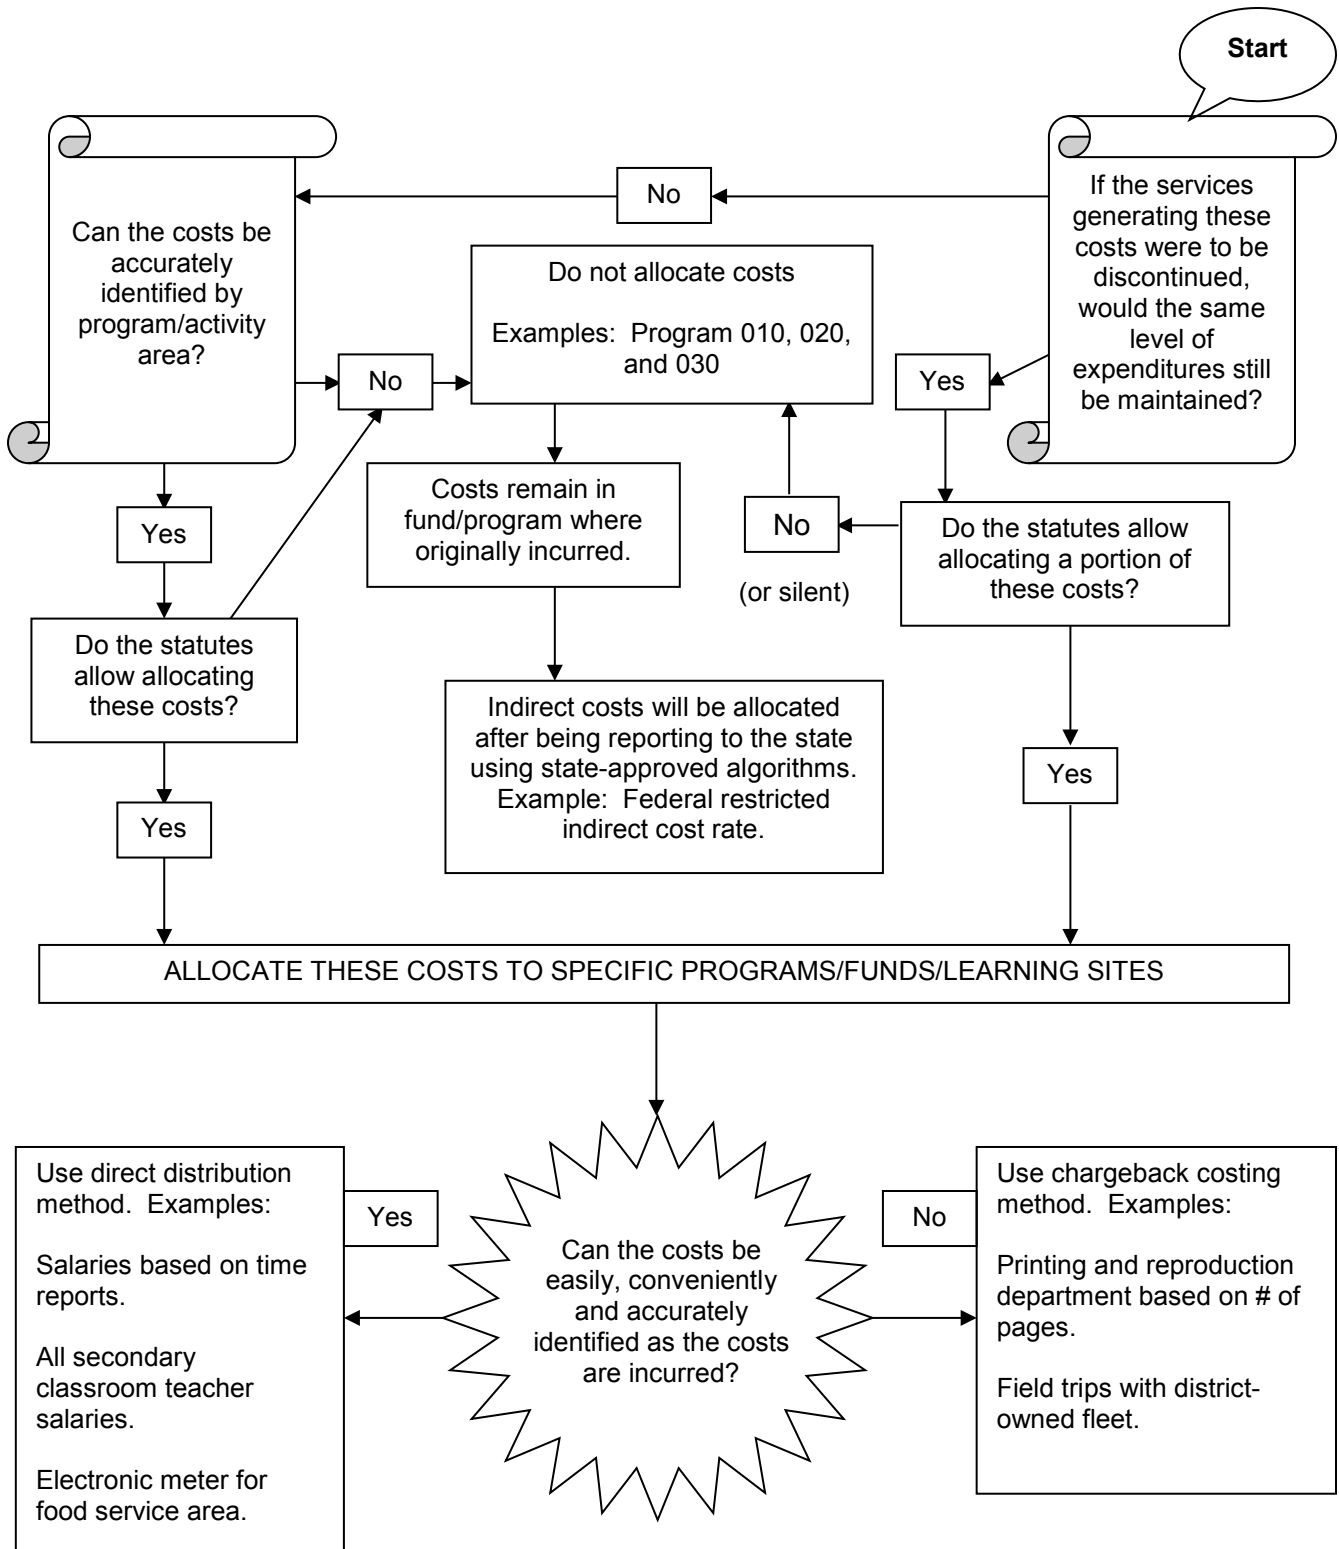 Start
If the services
generating these
costs were to be
discontinued,
would the same
level of
expenditures still
be maintained?
No
Can the costs be
accurately
identified by
program/activity
area?
Do not allocate costs
Examples:  Program 010, 020,
and 030
No
Yes
Costs remain in
fund/program where
originally incurred.
No
(or silent)
Do the statutes allow
allocating a portion of
these costs?
Yes
Do the statutes
allow allocating
these costs?
Indirect costs will be allocated
after being reporting to the state
using state-approved algorithms.
Example:  Federal restricted
indirect cost rate.
Yes
Yes
ALLOCATE THESE COSTS TO SPECIFIC PROGRAMS/FUNDS/LEARNING SITES
Use direct distribution
method.  Examples:
Salaries based on time
reports.
All secondary
classroom teacher
salaries.
Electronic meter for
food service area.
Yes
Can the costs be
easily, conveniently
and accurately
identified as the costs
are incurred?
No
Use chargeback costing
method.  Examples:
Printing and reproduction
department based on # of
pages.
Field trips with district-
owned fleet.